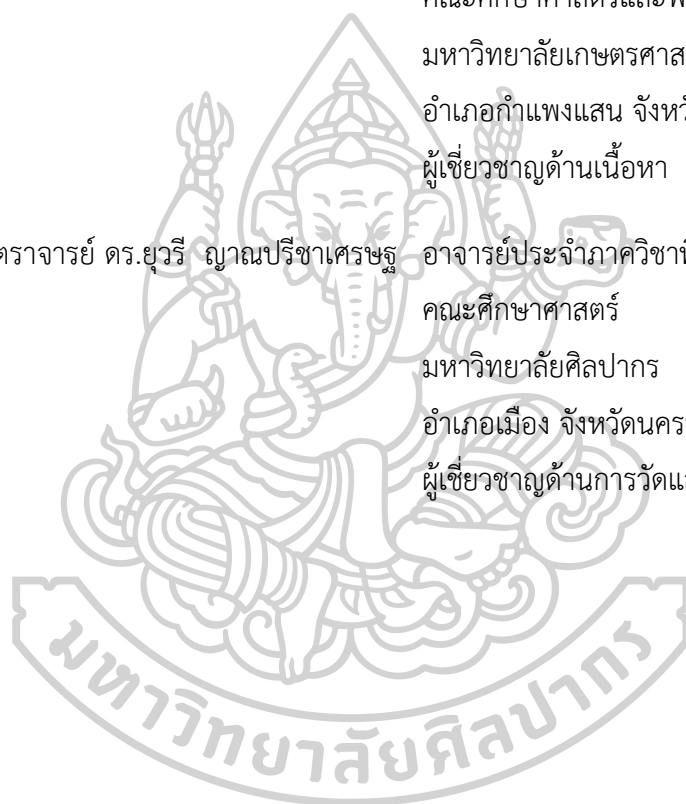 มหาวิทยาลัยเกษตรศาส
อำเภอกำแพงแสน จังหวั
ผู้เชี่ยวชาญด้านเนื้อหา
ตราจารย์ ดร.ยุวรี ญาณปรีชาเศรษฐ อาจารย์ประจำภาควิชาที
คณะศึกษาศาสตร์
มหาวิทยาลัยศิลปากร
อำเภอเมือง จังหวัดนคร
ผู้เชี่ยวชาญด้านการวัดแล
มหาวิทยาลัยศิลปากร